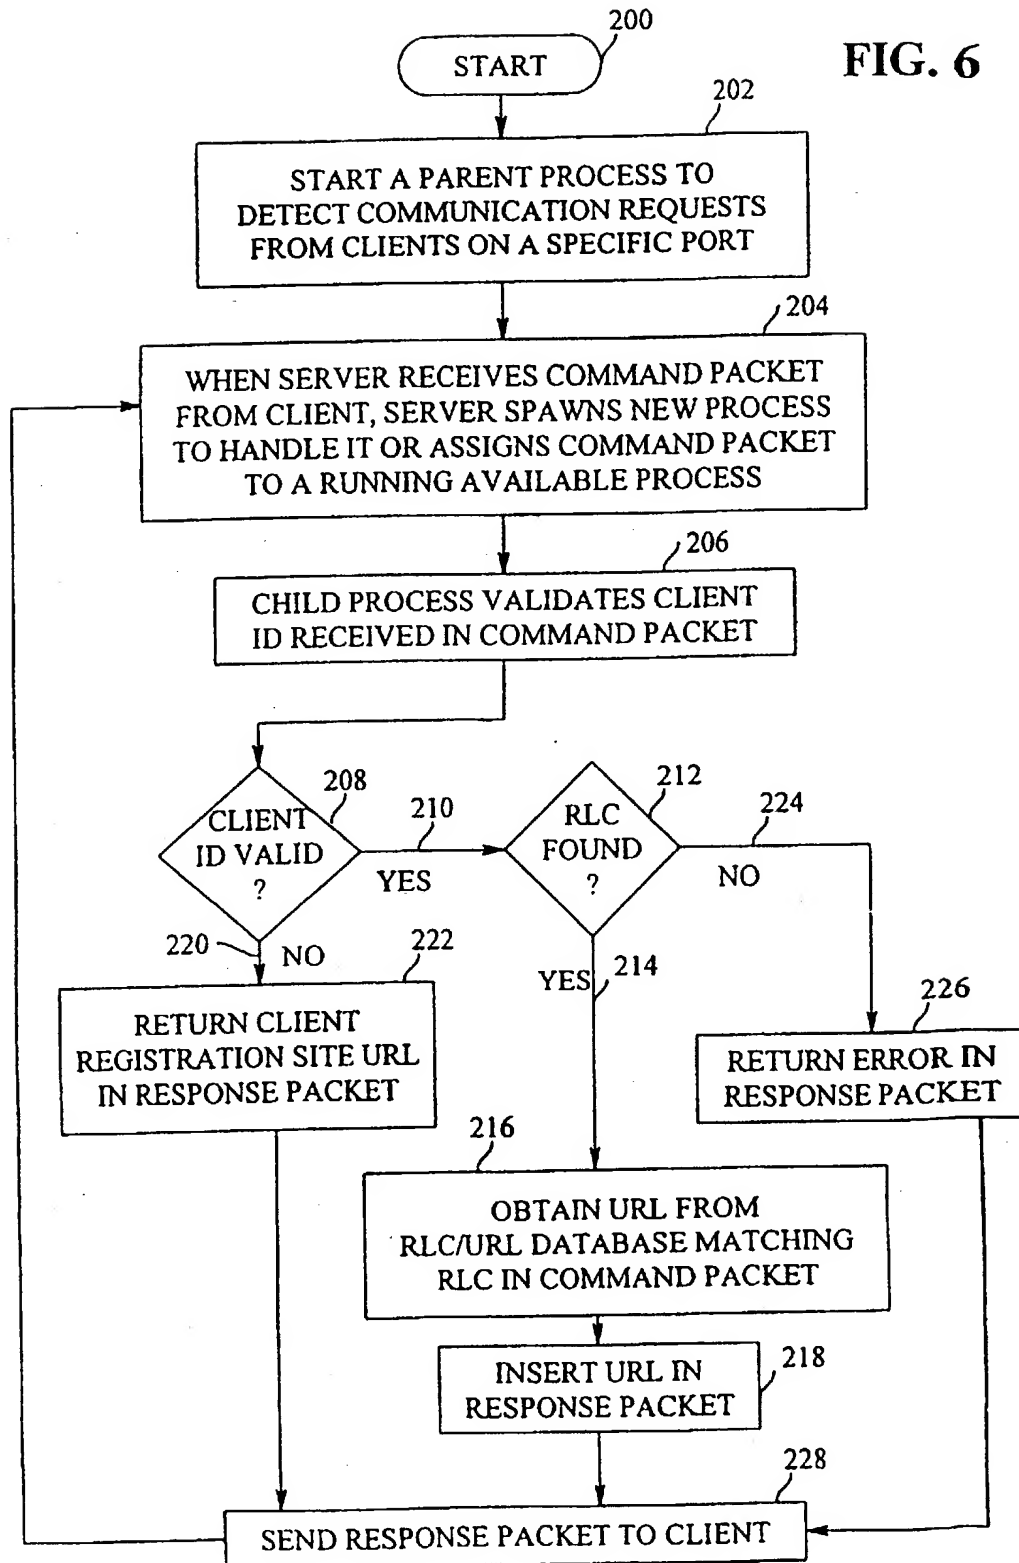 200
START
FIG. 6
202
START A PARENT PROCESS TO
DETECT COMMUNICATION REQUESTS
FROM CLIENTS ON A SPECIFIC PORT
204
WHEN SERVER RECEIVES COMMAND PACKET
FROM CLIENT, SERVER SPAWNS NEW PROCESS
TO HANDLE IT OR ASSIGNS COMMAND PACKET
TO A RUNNING AVAILABLE PROCESS
206
CHILD PROCESS VALIDATES CLIENT
ID RECEIVED IN COMMAND PACKET
208
CLIENT
ID VALID
?
210
YES
212
RLC
FOUND
?
224
NO
220
NO
222
RETURN CLIENT
REGISTRATION SITE URL
IN RESPONSE PACKET
YES
214
226
RETURN ERROR IN
RESPONSE PACKET
216
OBTAIN URL FROM
RLC/URL DATABASE MATCHING
RLC IN COMMAND PACKET
INSERT URL IN
RESPONSE PACKET
218
228
SEND RESPONSE PACKET TO CLIENT